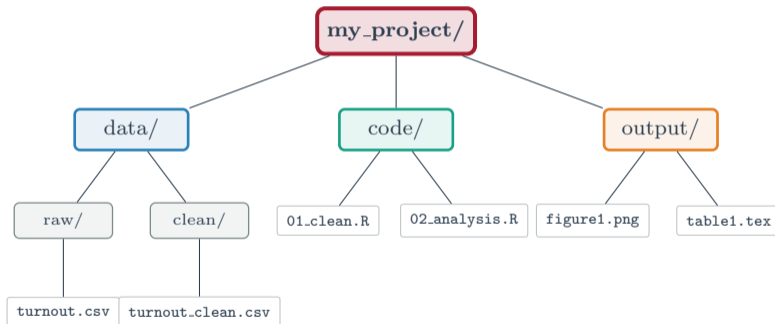 my_project/
data/
code/
output/
raw/
clean/
01_clean.R
02_analysis.R
figure1.png
table1.tex
turnout.csv
turnout_clean.csv